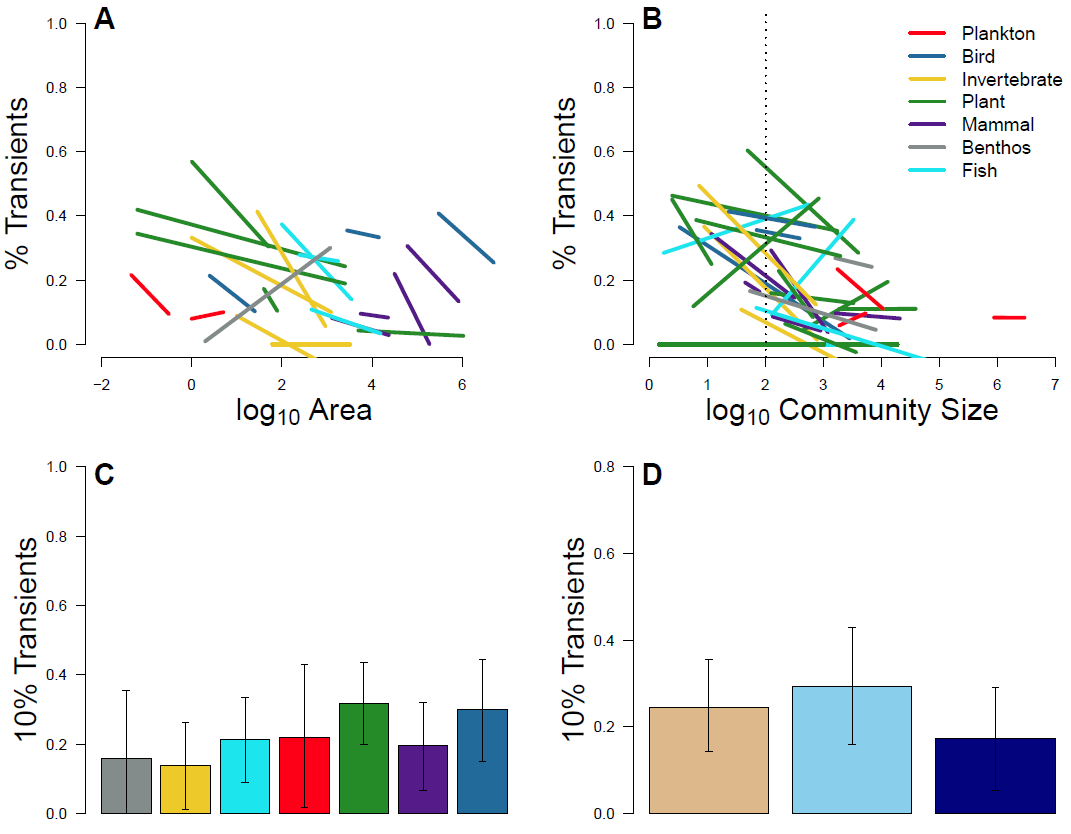 A
% Transients
1.0
0.8
0.6
0.4
0.2
0.0
−2 0 2 4 6
log10 Area
B
% Transients
1.0
0.8
0.6
0.4
0.2
0.0
0 1 2 3 4 5 6 7
log10 Community Size
Plankton
Bird
Invertebrate
Plant
Mammal
Benthos
Fish
C
10% Transients
1.0
0.8
0.6
0.4
0.2
0.0
D
10% Transients
0.8
0.6
0.4
0.2
0.0